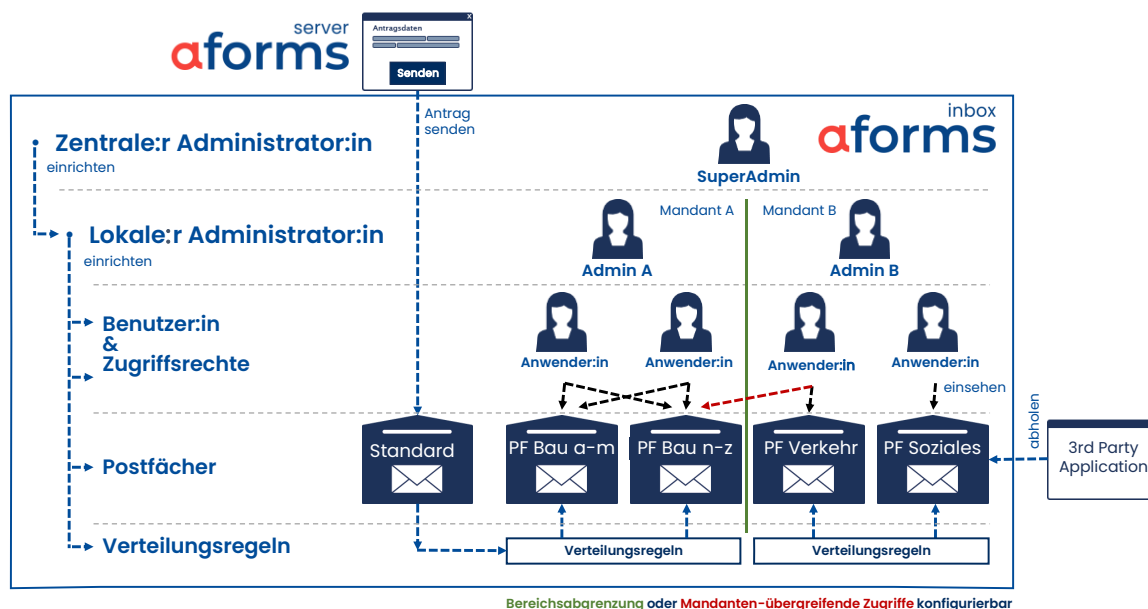 server
aforms
X
Antragsdaten
Senden
Antrag
senden
inbox
aforms
Zentrale:r Administrator:in
einrichten
SuperAdmin
Mandant A
Mandant B
Lokale:r Administrator:in
einrichten
Admin A
Admin B
Benutzer:in
&
Zugriffsrechte
Anwender:in
Anwender:in
Anwender:in
Anwender:in
einsehen
abholen
Postfächer
Standard
PF Bau a-m
PF Bau n-z
PF Verkehr
PF Soziales
3rd Party
Application
Verteilungsregeln
Verteilungsregeln
Verteilungsregeln
Bereichsabgrenzung oder Mandanten-übergreifende Zugriffe konfigurierbar